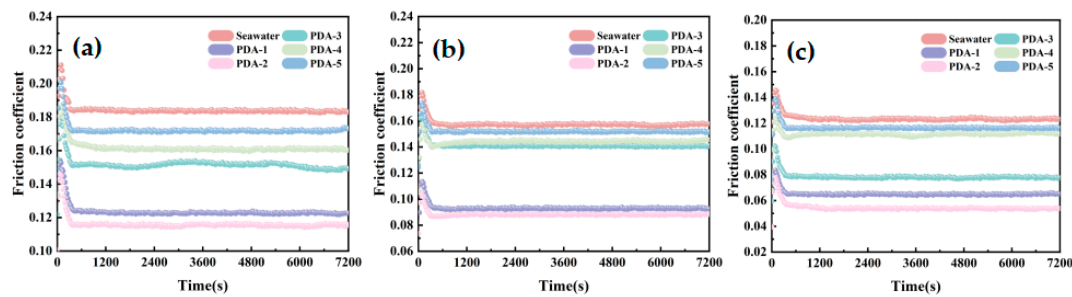 (a)
Seawater PDA-3
PDA-1 PDA-4
PDA-2 PDA-5
Friction coefficient
0.24
0.22
0.20
0.18
0.16
0.14
0.12
0.10
0 1200 2400 3600 4800 6000 7200
Time(s)
(b)
Seawater PDA-3
PDA-1 PDA-4
PDA-2 PDA-5
Friction coefficient
0.24
0.22
0.20
0.18
0.16
0.14
0.12
0.10
0.08
0.06
0 1200 2400 3600 4800 6000 7200
Time(s)
(c)
Seawater PDA-3
PDA-1 PDA-4
PDA-2 PDA-5
Friction coefficient
0.20
0.18
0.16
0.14
0.12
0.10
0.08
0.06
0.04
0.02
0 1200 2400 3600 4800 6000 7200
Time(s)